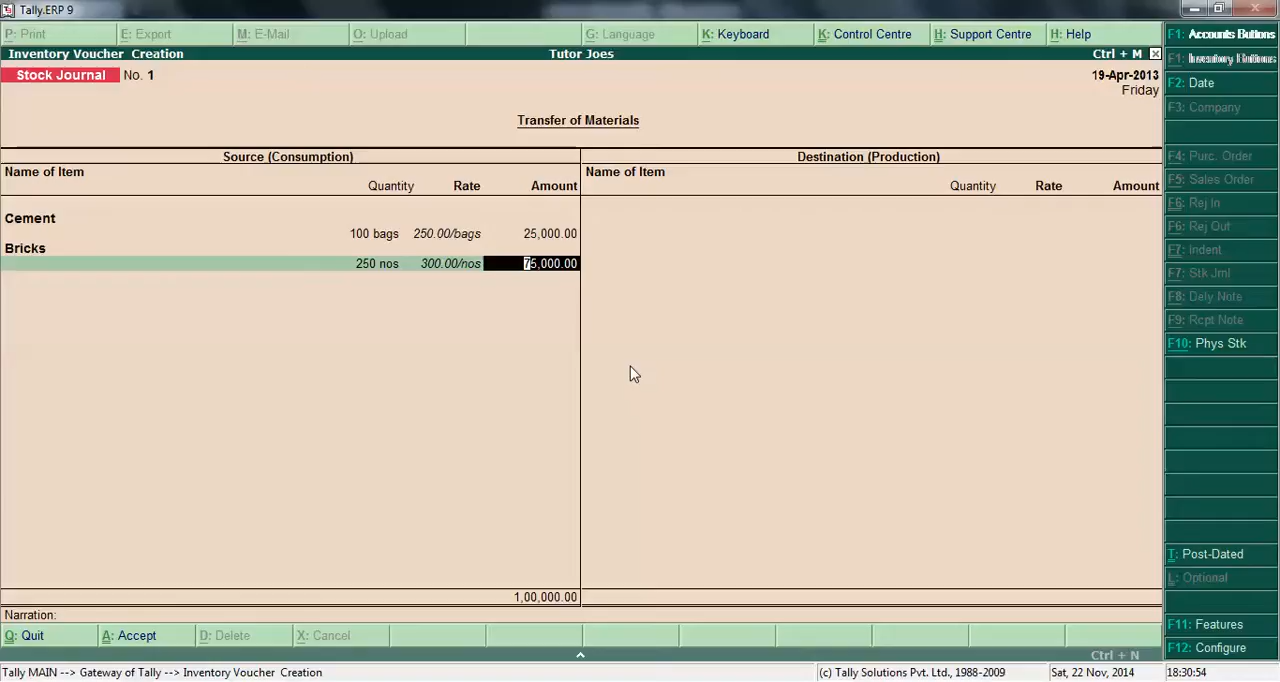 Tally.ERP 9
P: Print E: Export M: E-Mail O: Upload G: Language K: Keyboard K: Control Centre H: Support Centre H: Help
Inventory Voucher Creation Tutor Joes Ctrl + M
Stock Journal No. 1 19-Apr-2013
Friday
Transfer of Materials
Source (Consumption) Destination (Production)
Name of Item Name of Item
Quantity Rate Amount Quantity Rate Amount
Cement
100 bags 250.00/bags 25,000.00
Bricks
250 nos 300.00/nos 75,000.00
1,00,000.00
Narration:
Q: Quit A: Accept D: Delete X: Cancel
Ctrl + N
Tally MAIN --> Gateway of Tally --> Inventory Voucher Creation (c) Tally Solutions Pvt. Ltd., 1988-2009 Sat, 22 Nov, 2014 18:30:54
F1: Accounts Buttons
F1: Inventory Buttons
F2: Date
F3: Company
F4: Purc. Order
F5: Sales Order
F6: Rej In
F6: Rej Out
F7: Indent
F7: Stk Jrnl
F8: Dely Note
F9: Rcpt Note
F10: Phys Stk
T: Post-Dated
L: Optional
F11: Features
F12: Configure